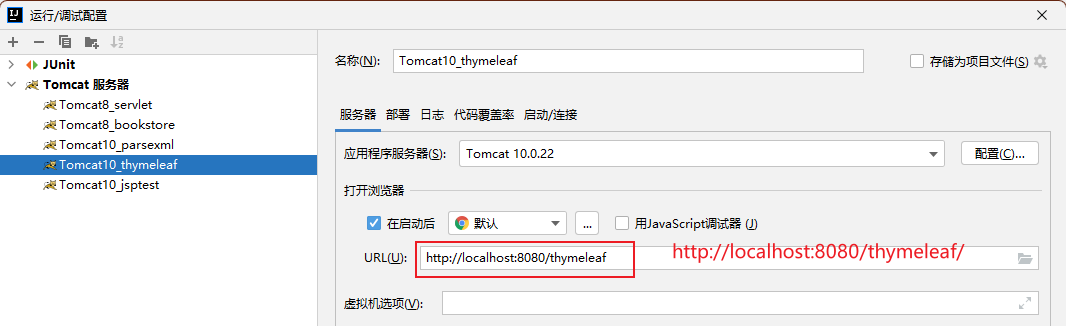 运行/调试配置
JUnit
Tomcat 服务器
Tomcat8_servlet
Tomcat8_bookstore
Tomcat10_parsexml
Tomcat10_thymeleaf
Tomcat10_jsptest
名称(N): Tomcat10_thymeleaf 存储为项目文件(S)
服务器 部署 日志 代码覆盖率 启动/连接
应用程序服务器(S): Tomcat 10.0.22 配置(C)...
打开浏览器
在启动后 默认 ... 用JavaScript调试器 (J)
URL(U): http://localhost:8080/thymeleaf http://localhost:8080/thymeleaf/
虚拟机选项(V):